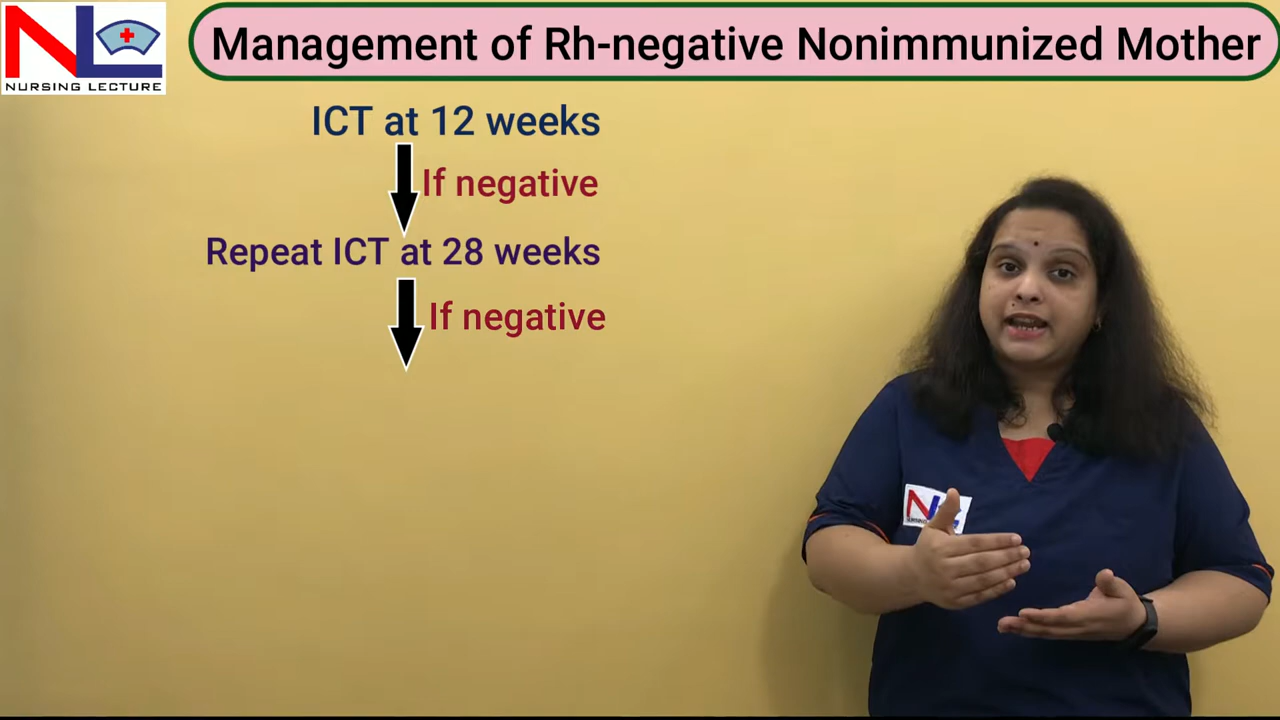 NURSING LECTURE
Management of Rh-negative Nonimmunized Mother
ICT at 12 weeks
If negative
Repeat ICT at 28 weeks
If negative